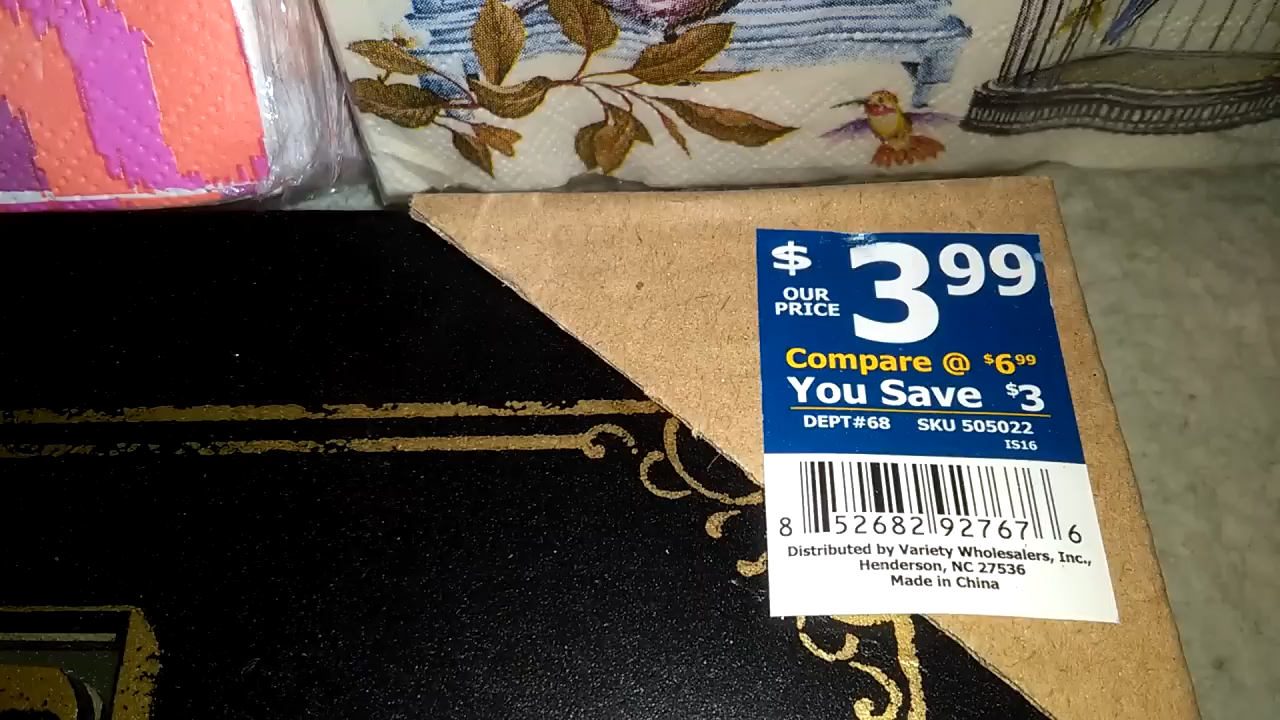 $ 3 99
OUR
PRICE
Compare @ $6 99
You Save $3
DEPT#68 SKU 505022
IS16
8 52682 92767 6
Distributed by Variety Wholesalers, Inc.,
Henderson, NC 27536
Made in China